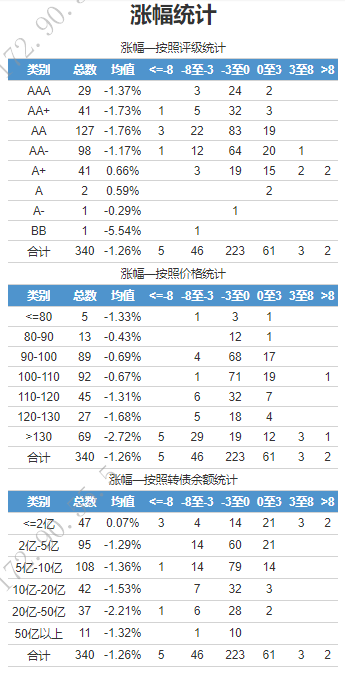 涨幅统计
涨幅—按照评级统计
类别 总数 均值 <=-8 -8至-3 -3至0 0至3 3至8 >8
AAA 29 -1.37% 3 24 2
AA+ 41 -1.73% 1 5 32 3
AA 127 -1.76% 3 22 83 19
AA- 98 -1.17% 1 12 64 20 1
A+ 41 0.66% 3 19 15 2 2
A 2 0.59% 2
A- 1 -0.29% 1
BB 1 -5.54% 1
合计 340 -1.26% 5 46 223 61 3 2
涨幅—按照价格统计
类别 总数 均值 <=-8 -8至-3 -3至0 0至3 3至8 >8
<=80 5 -1.33% 1 3 1
80-90 13 -0.43% 12 1
90-100 89 -0.69% 4 68 17
100-110 92 -0.67% 1 71 19 1
110-120 45 -1.31% 6 32 7
120-130 27 -1.68% 5 18 4
>130 69 -2.72% 5 29 19 12 3 1
合计 340 -1.26% 5 46 223 61 3 2
涨幅—按照转债余额统计
类别 总数 均值 <=-8 -8至-3 -3至0 0至3 3至8 >8
<=2亿 47 0.07% 3 4 14 21 3 2
2亿-5亿 95 -1.29% 14 60 21
5亿-10亿 108 -1.36% 1 14 79 14
10亿-20亿 42 -1.53% 7 32 3
20亿-50亿 37 -2.21% 1 6 28 2
50亿以上 11 -1.32% 1 10
合计 340 -1.26% 5 46 223 61 3 2